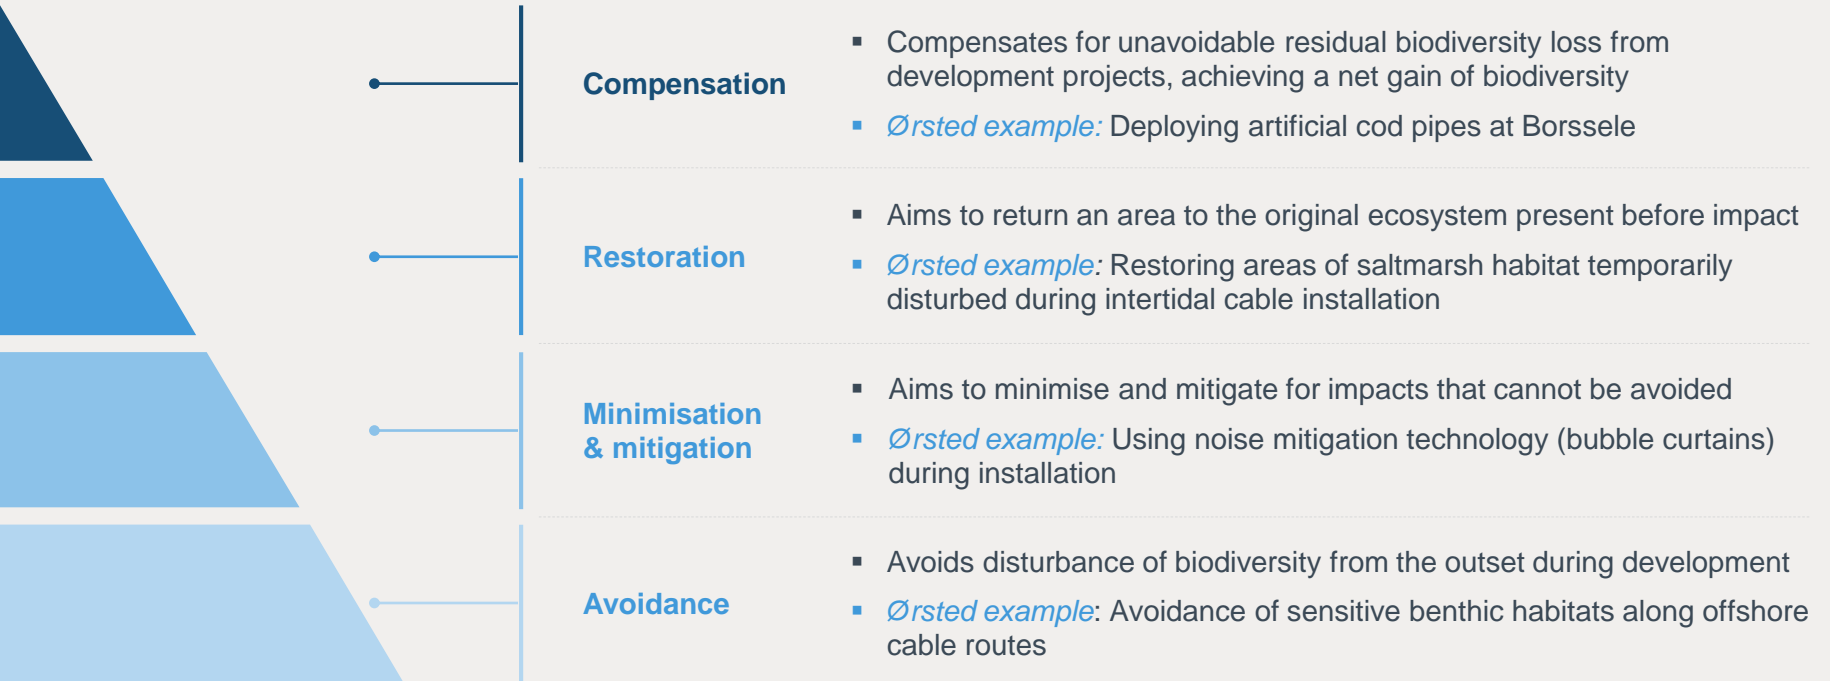 Compensation
▪ Compensates for unavoidable residual biodiversity loss from
development projects, achieving a net gain of biodiversity
▪ Ørsted example: Deploying artificial cod pipes at Borssele
Restoration
▪ Aims to return an area to the original ecosystem present before impact
▪ Ørsted example: Restoring areas of saltmarsh habitat temporarily
disturbed during intertidal cable installation
Minimisation
& mitigation
▪ Aims to minimise and mitigate for impacts that cannot be avoided
▪ Ørsted example: Using noise mitigation technology (bubble curtains)
during installation
Avoidance
▪ Avoids disturbance of biodiversity from the outset during development
▪ Ørsted example: Avoidance of sensitive benthic habitats along offshore
cable routes